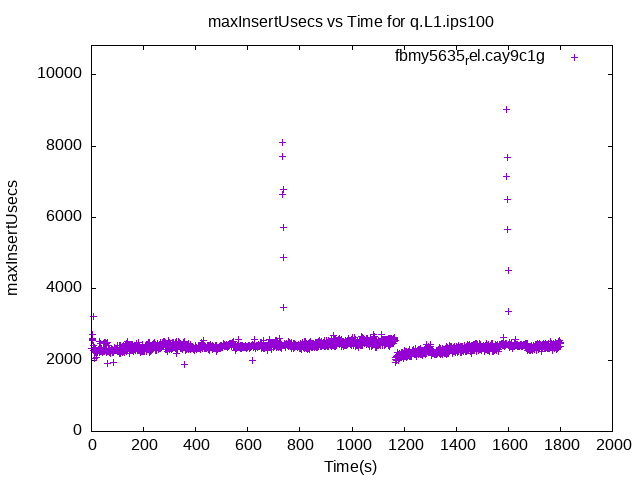 maxInsertUsecs vs Time for q.L1.ips100
fbmy5635rel.cay9c1g
maxInsertUsecs
10000
8000
6000
4000
2000
0
0 200 400 600 800 1000 1200 1400 1600 1800 2000
Time(s)